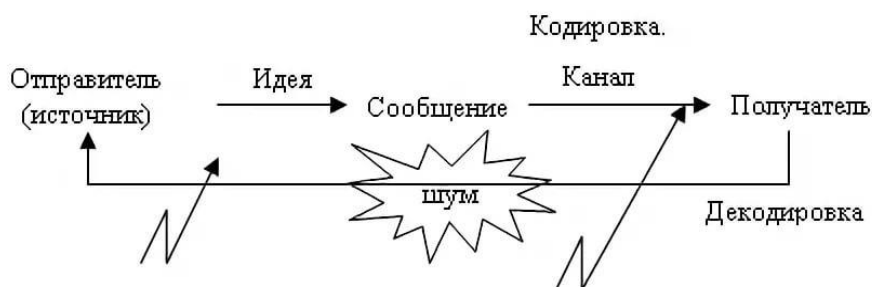 Кодировка.
Отправитель
(источник)
Идея
Сообщение
Канал
Получатель
шум
Декодировка